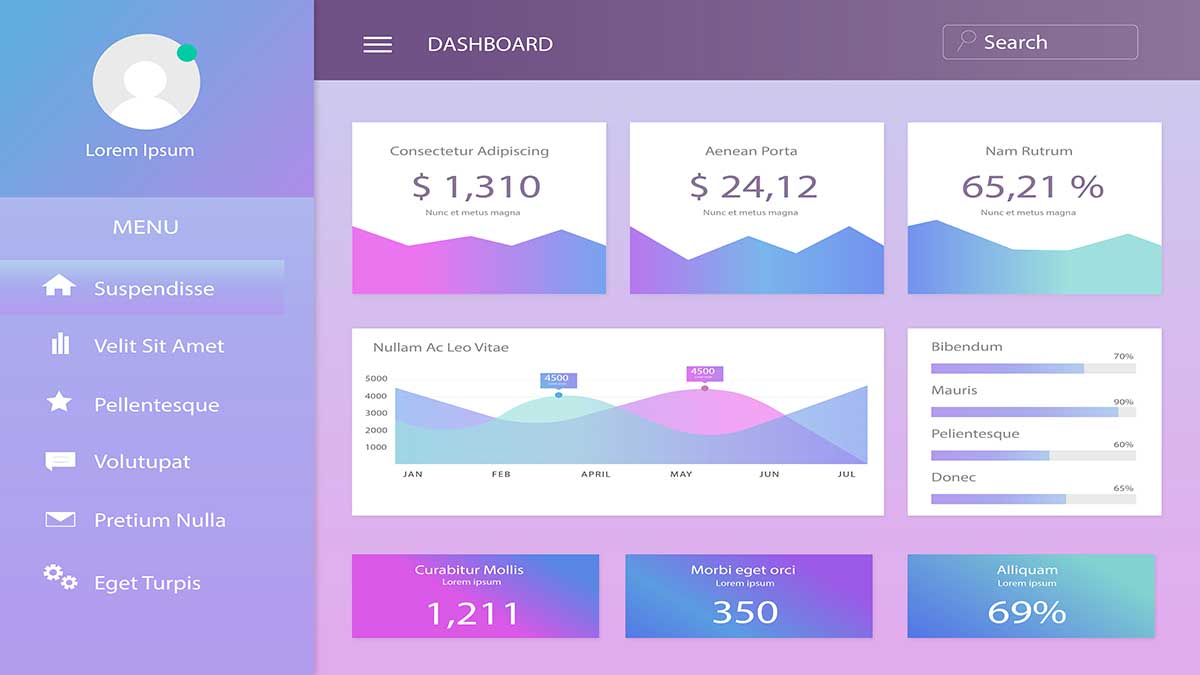 Lorem Ipsum
MENU
Suspendisse
Velit Sit Amet
Pellentesque
Volutupat
Pretium Nulla
Eget Turpis
DASHBOARD
Search
Consectetur Adipiscing
$ 1,310
Nunc et metus magna
Aenean Porta
$ 24,12
Nunc et metus magna
Nam Rutrum
65,21 %
Nunc et metus magna
Nullam Ac Leo Vitae
5000
4000
3000
2000
1000
4500
4500
JAN FEB APRIL MAY JUN JUL
Bibendum
70%
Mauris
90%
Pelientesque
60%
Donec
65%
Curabitur Mollis
Lorem ipsum
1,211
Morbi eget orci
Lorem ipsum
350
Alliquam
Lorem ipsum
69%